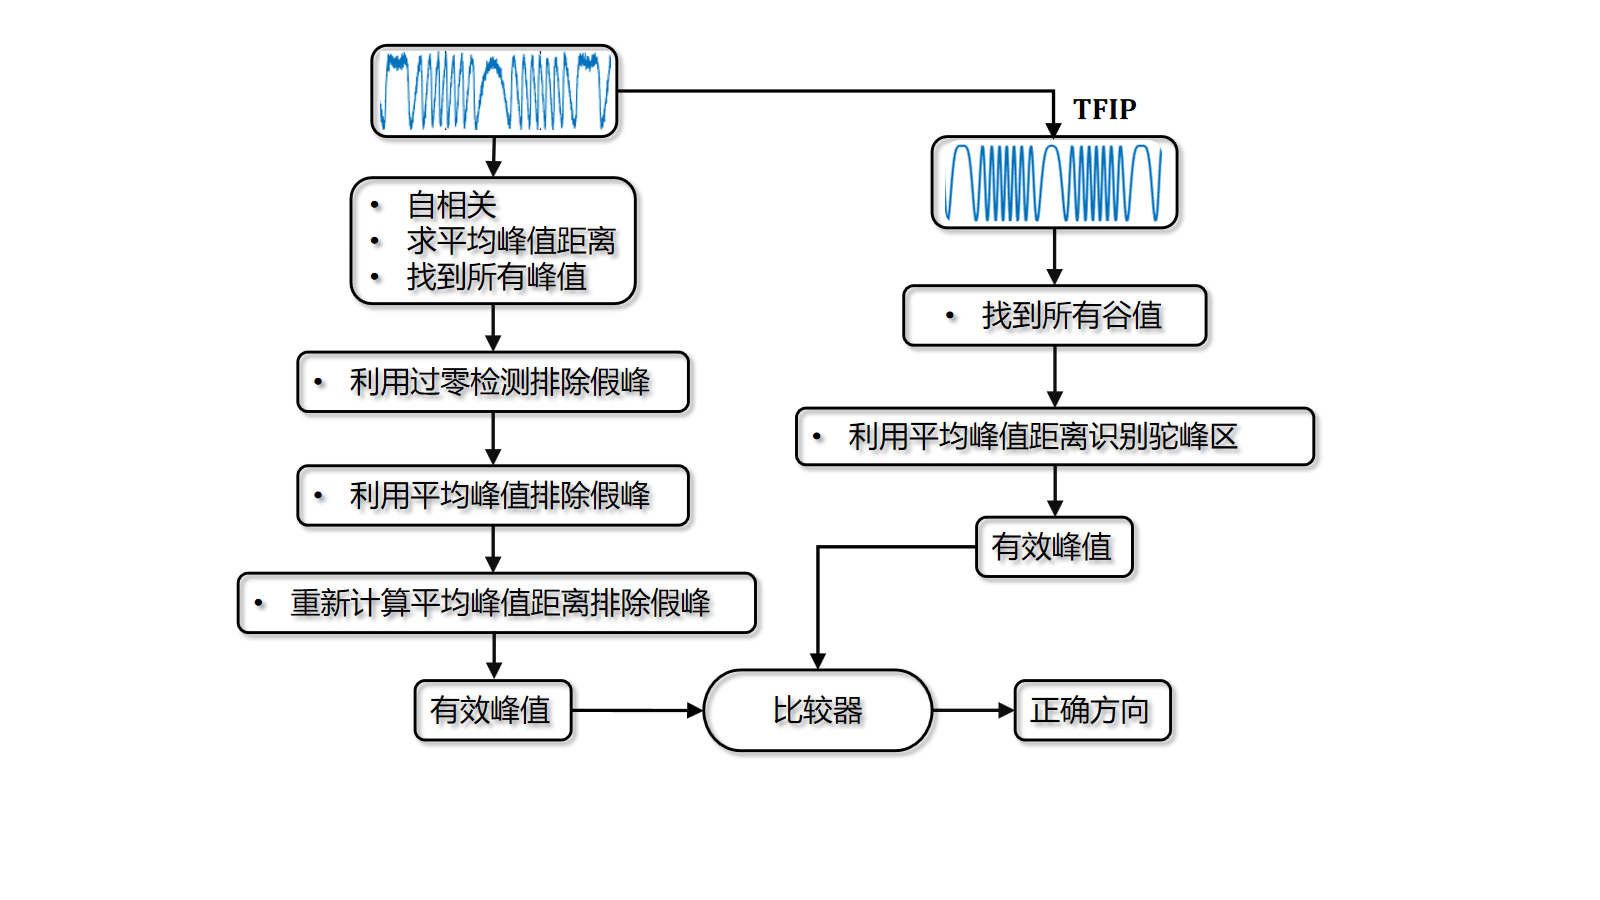 TFIP
• 自相关
• 求平均峰值距离
• 找到所有峰值
• 利用过零检测排除假峰
• 利用平均峰值排除假峰
• 重新计算平均峰值距离排除假峰
有效峰值
• 找到所有谷值
• 利用平均峰值距离识别驼峰区
有效峰值
比较器
正确方向